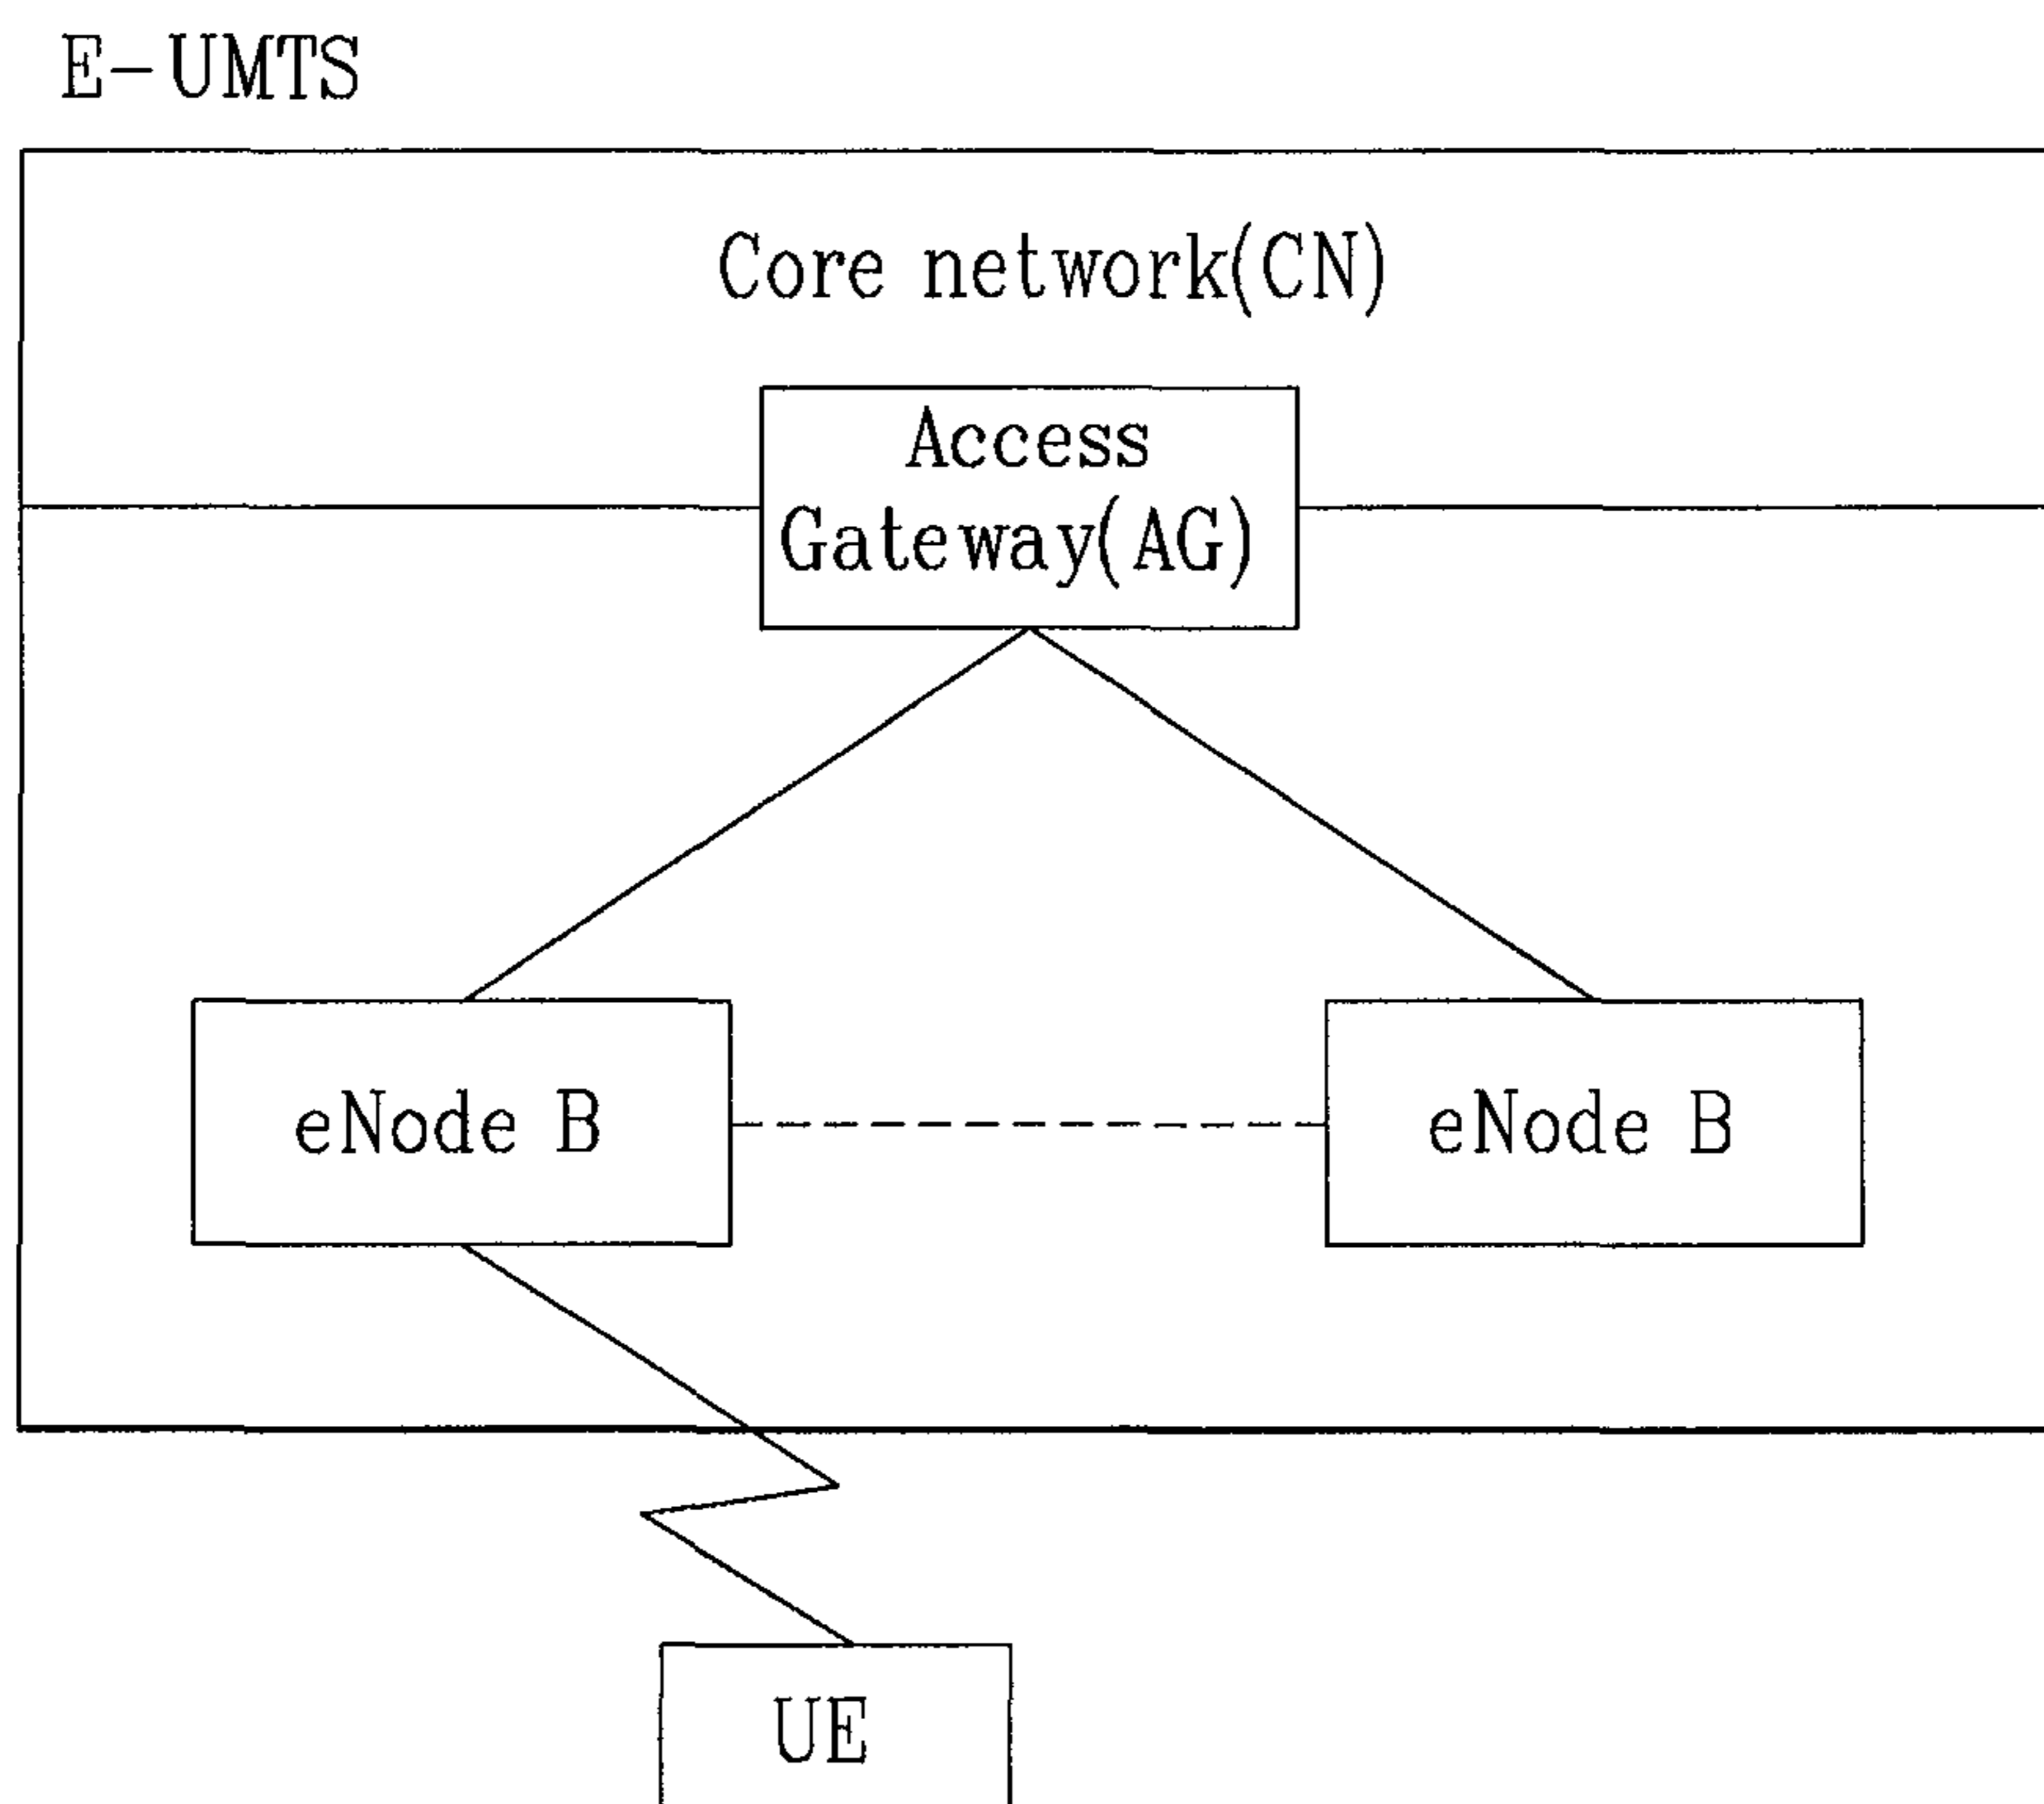 E-UMTS
Core network(CN)
Access
Gateway(AG)
eNode B
eNode B
UE